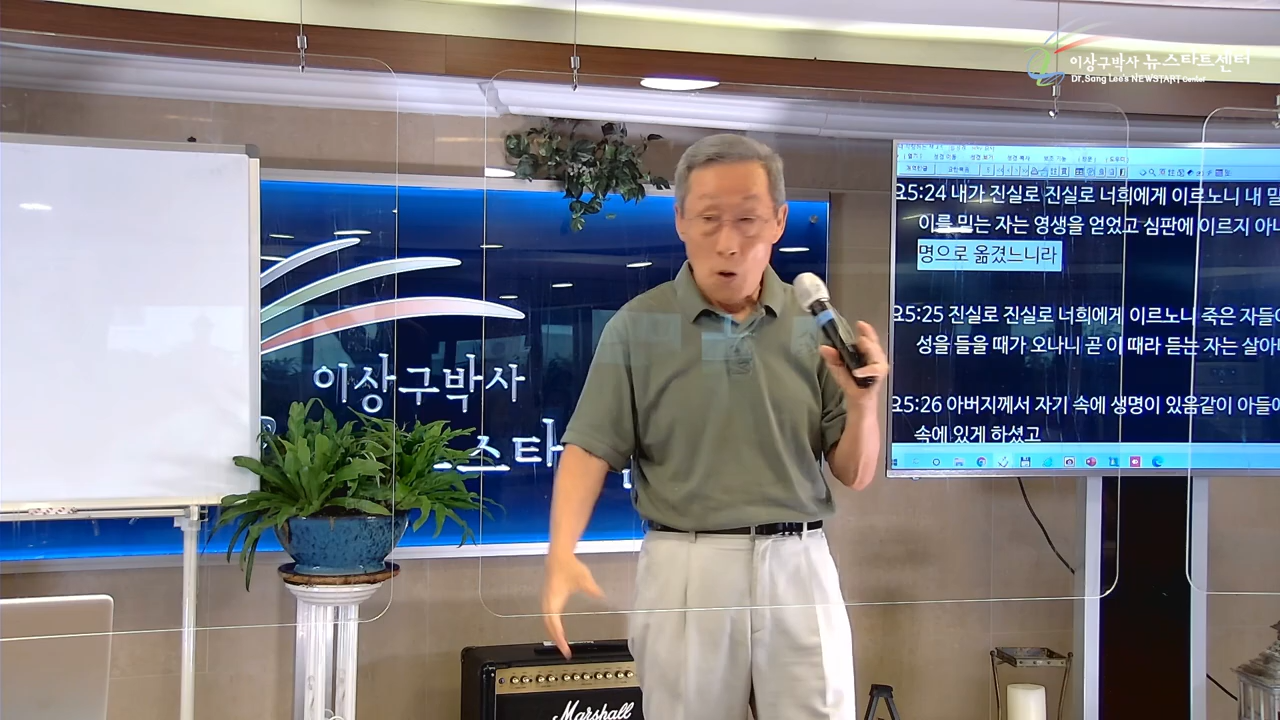 이상구박사 뉴스타트센터
Dr. Sang Lee's NEWSTART Center
이상구박사
스타
요5:24 내가 진실로 진실로 너희에게 이르노니 내 말
이를 믿는 자는 영생을 얻었고 심판에 이르지 아니
명으로 옮겼느니라
요5:25 진실로 진실로 너희에게 이르노니 죽은 자들이
성을 들을 때가 오나니 곧 이 때라 듣는 자는 살아나
요5:26 아버지께서 자기 속에 생명이 있음같이 아들에
속에 있게 하셨고
Marshall